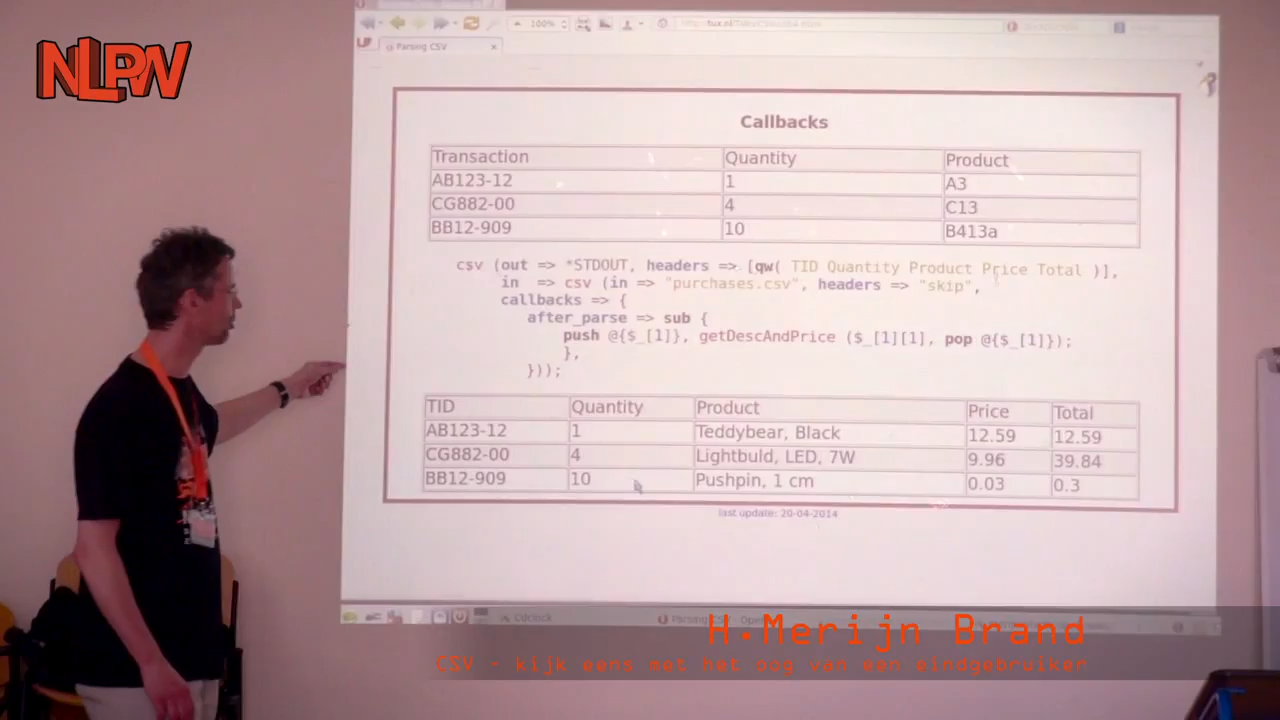 NLPW
100%
Parsing CSV
Callbacks
Transaction Quantity Product
AB123-12 1 A3
CG882-00 4 C13
BB12-909 10 B413a
csv (out => *STDOUT, headers => [qw( TID Quantity Product Price Total )],
in => csv (in => "purchases.csv", headers => "skip",
callbacks => {
after_parse => sub {
push @{$_[1]}, getDescAndPrice ($_[1][1], pop @{$_[1]});
},
}));
TID Quantity Product Price Total
AB123-12 1 Teddybear, Black 12.59 12.59
CG882-00 4 Lightbuld, LED, 7W 9.96 39.84
BB12-909 10 Pushpin, 1 cm 0.03 0.3
last update: 20-04-2014
Cdclock Parsing CSV
H.Merijn Brand
CSV - kijk eens met het oog van een eindgebruiker